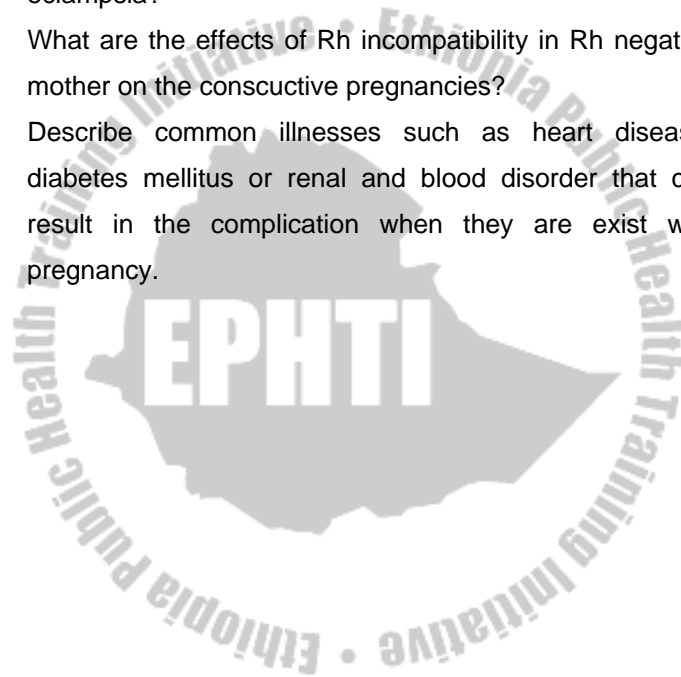 What are the effects of Rh incompatibility in Rh negat
mother on the conscuctive pregnancies?
Describe common illnesses such as heart diseas
diabetes mellitus or renal and blood disorder that c
result in the complication when they are exist w
pregnancy.
EPHTI
Ethiopia Public Health Training Initiative • Ethiopia Public Health Training Initiative •